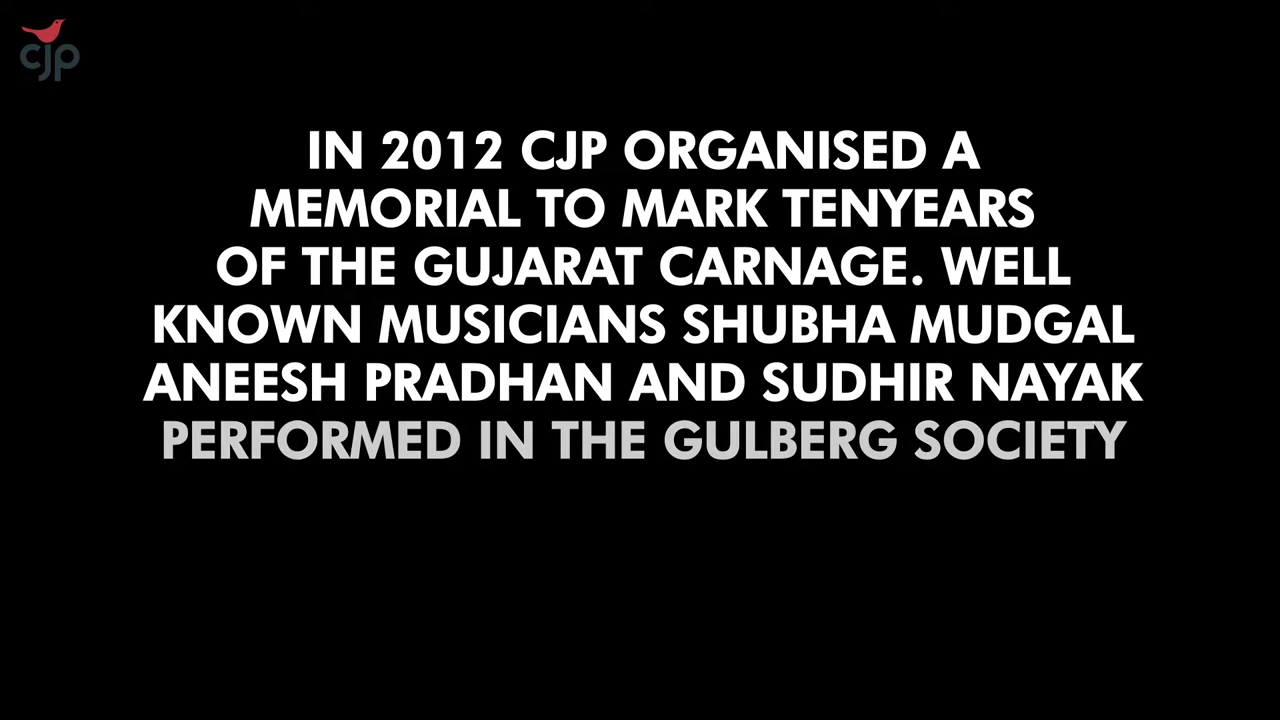 cjp
IN 2012 CJP ORGANISED A
MEMORIAL TO MARK TENYEARS
OF THE GUJARAT CARNAGE. WELL
KNOWN MUSICIANS SHUBHA MUDGAL
ANEESH PRADHAN AND SUDHIR NAYAK
PERFORMED IN THE GULBERG SOCIETY